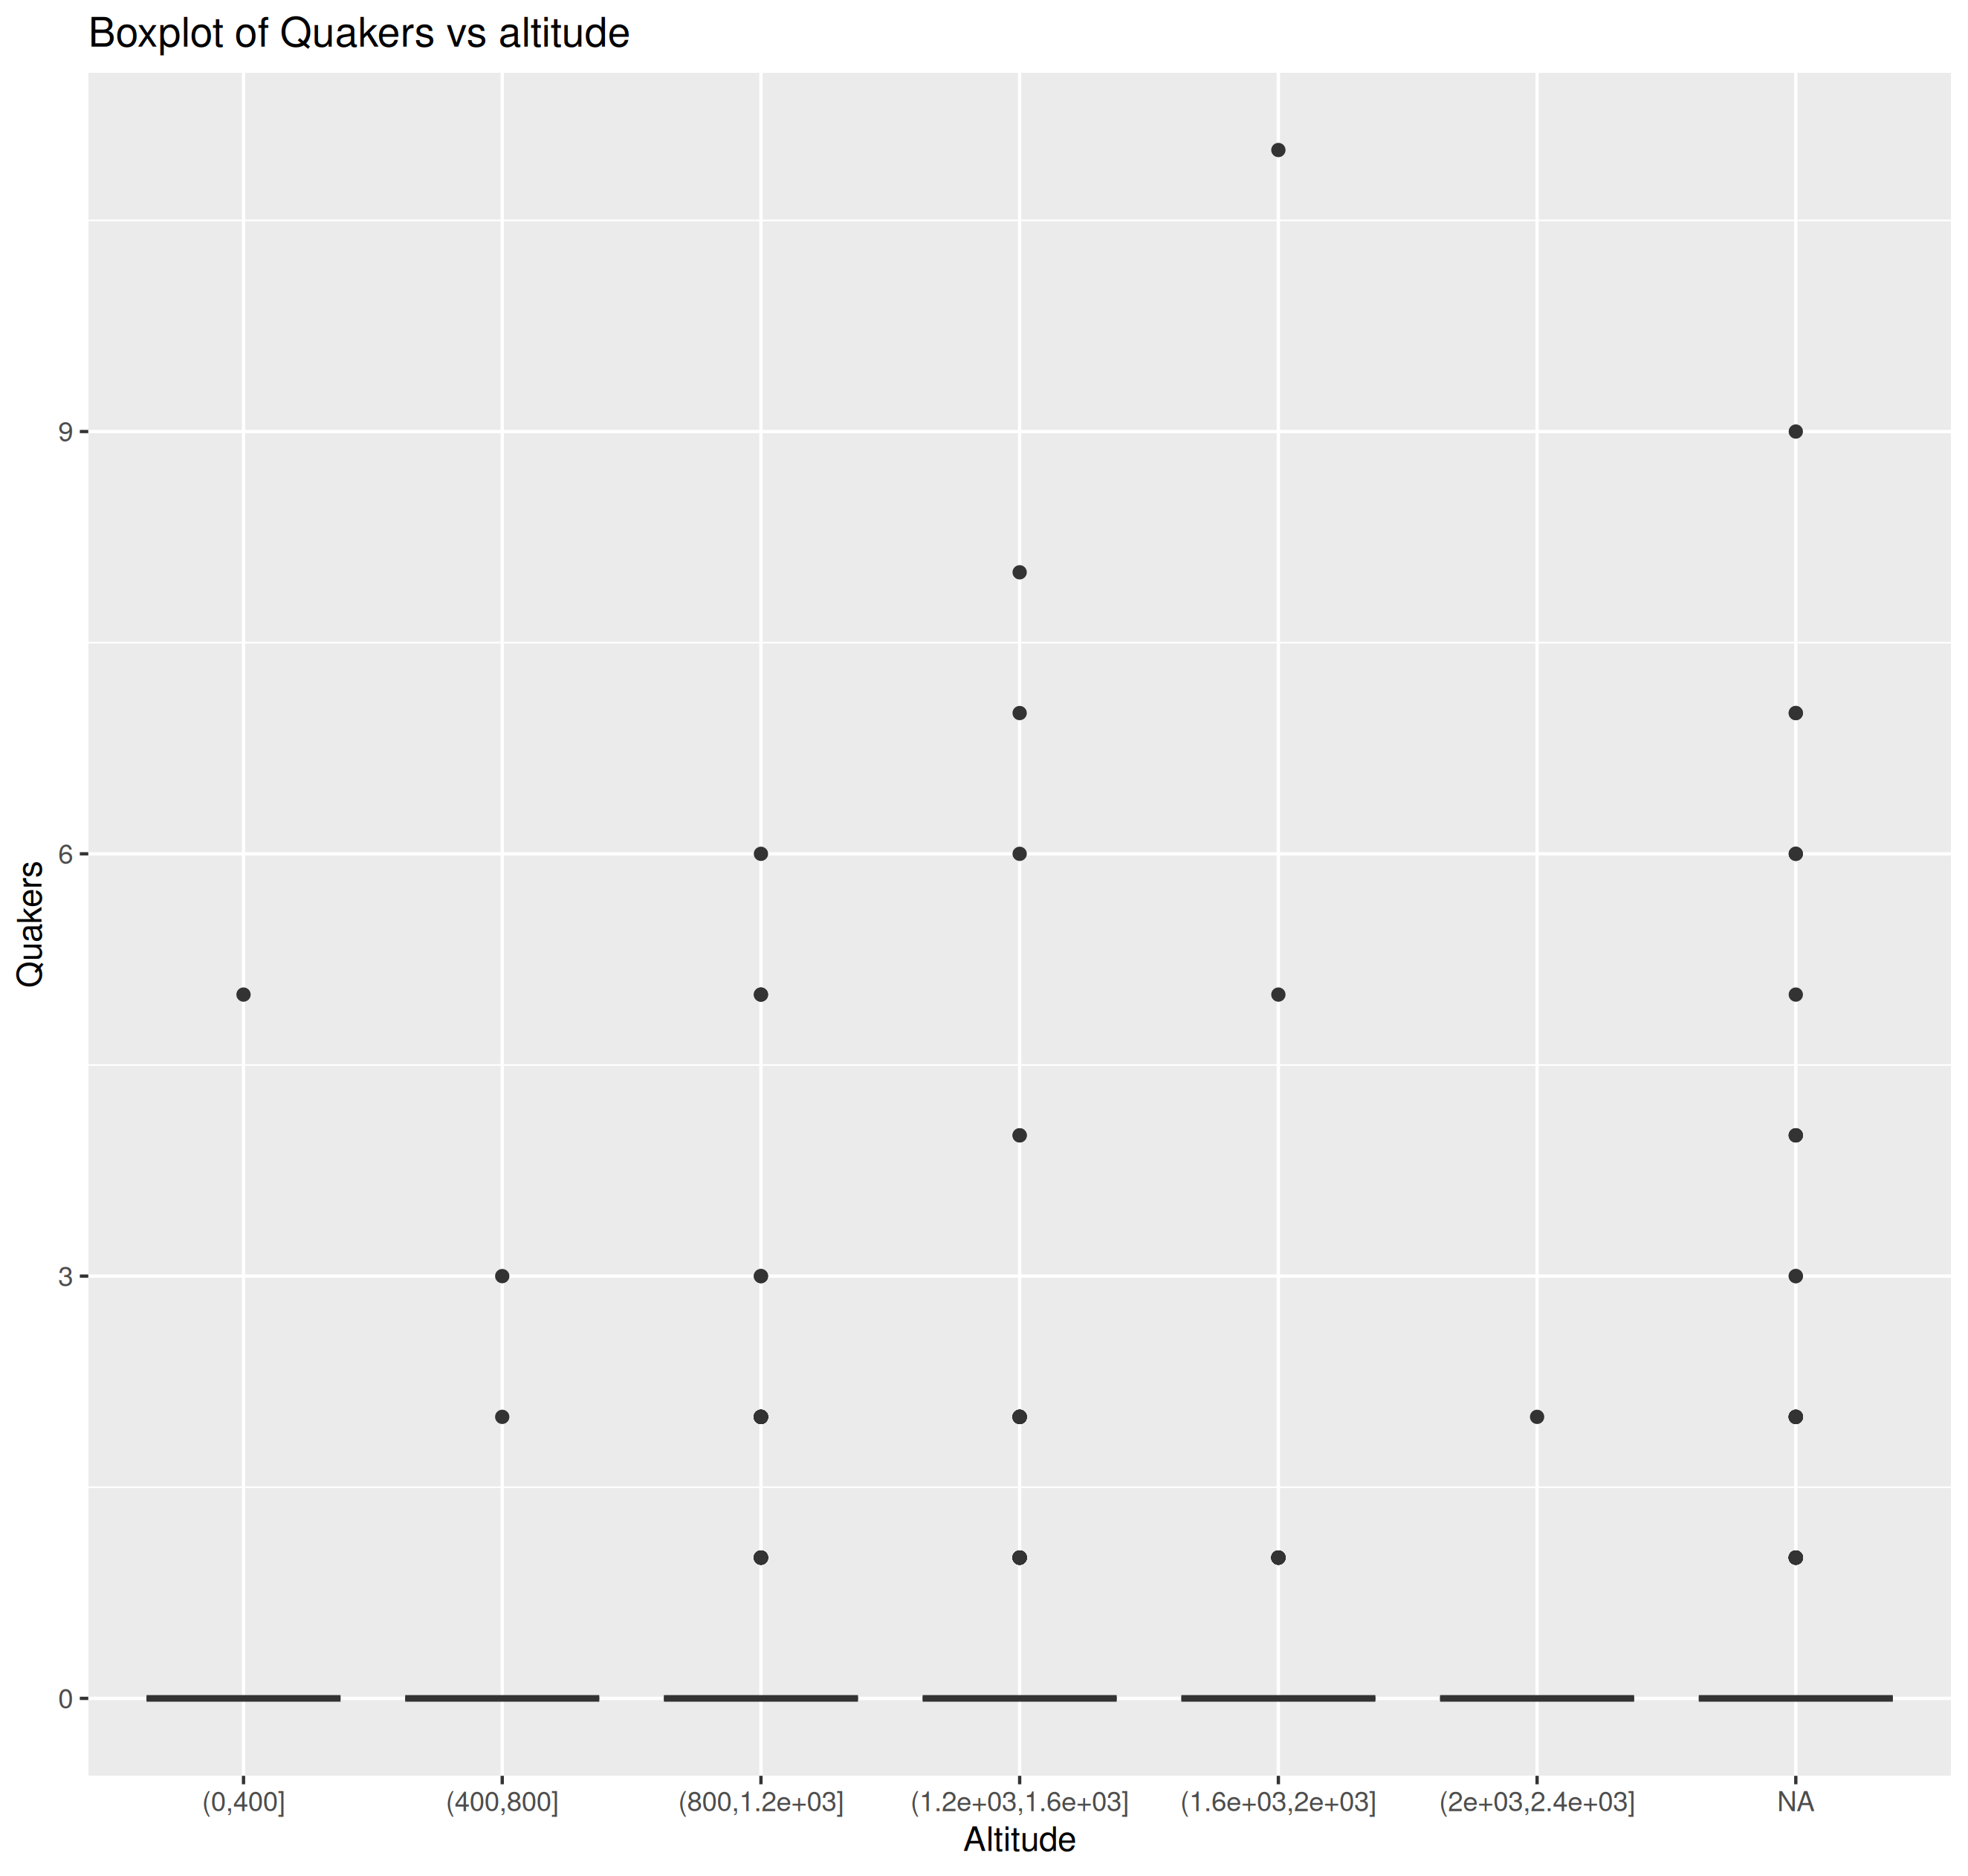 Boxplot of Quakers vs altitude
Quakers
9
6
3
0
(0,400] (400,800] (800,1.2e+03] (1.2e+03,1.6e+03] (1.6e+03,2e+03] (2e+03,2.4e+03] NA
Altitude